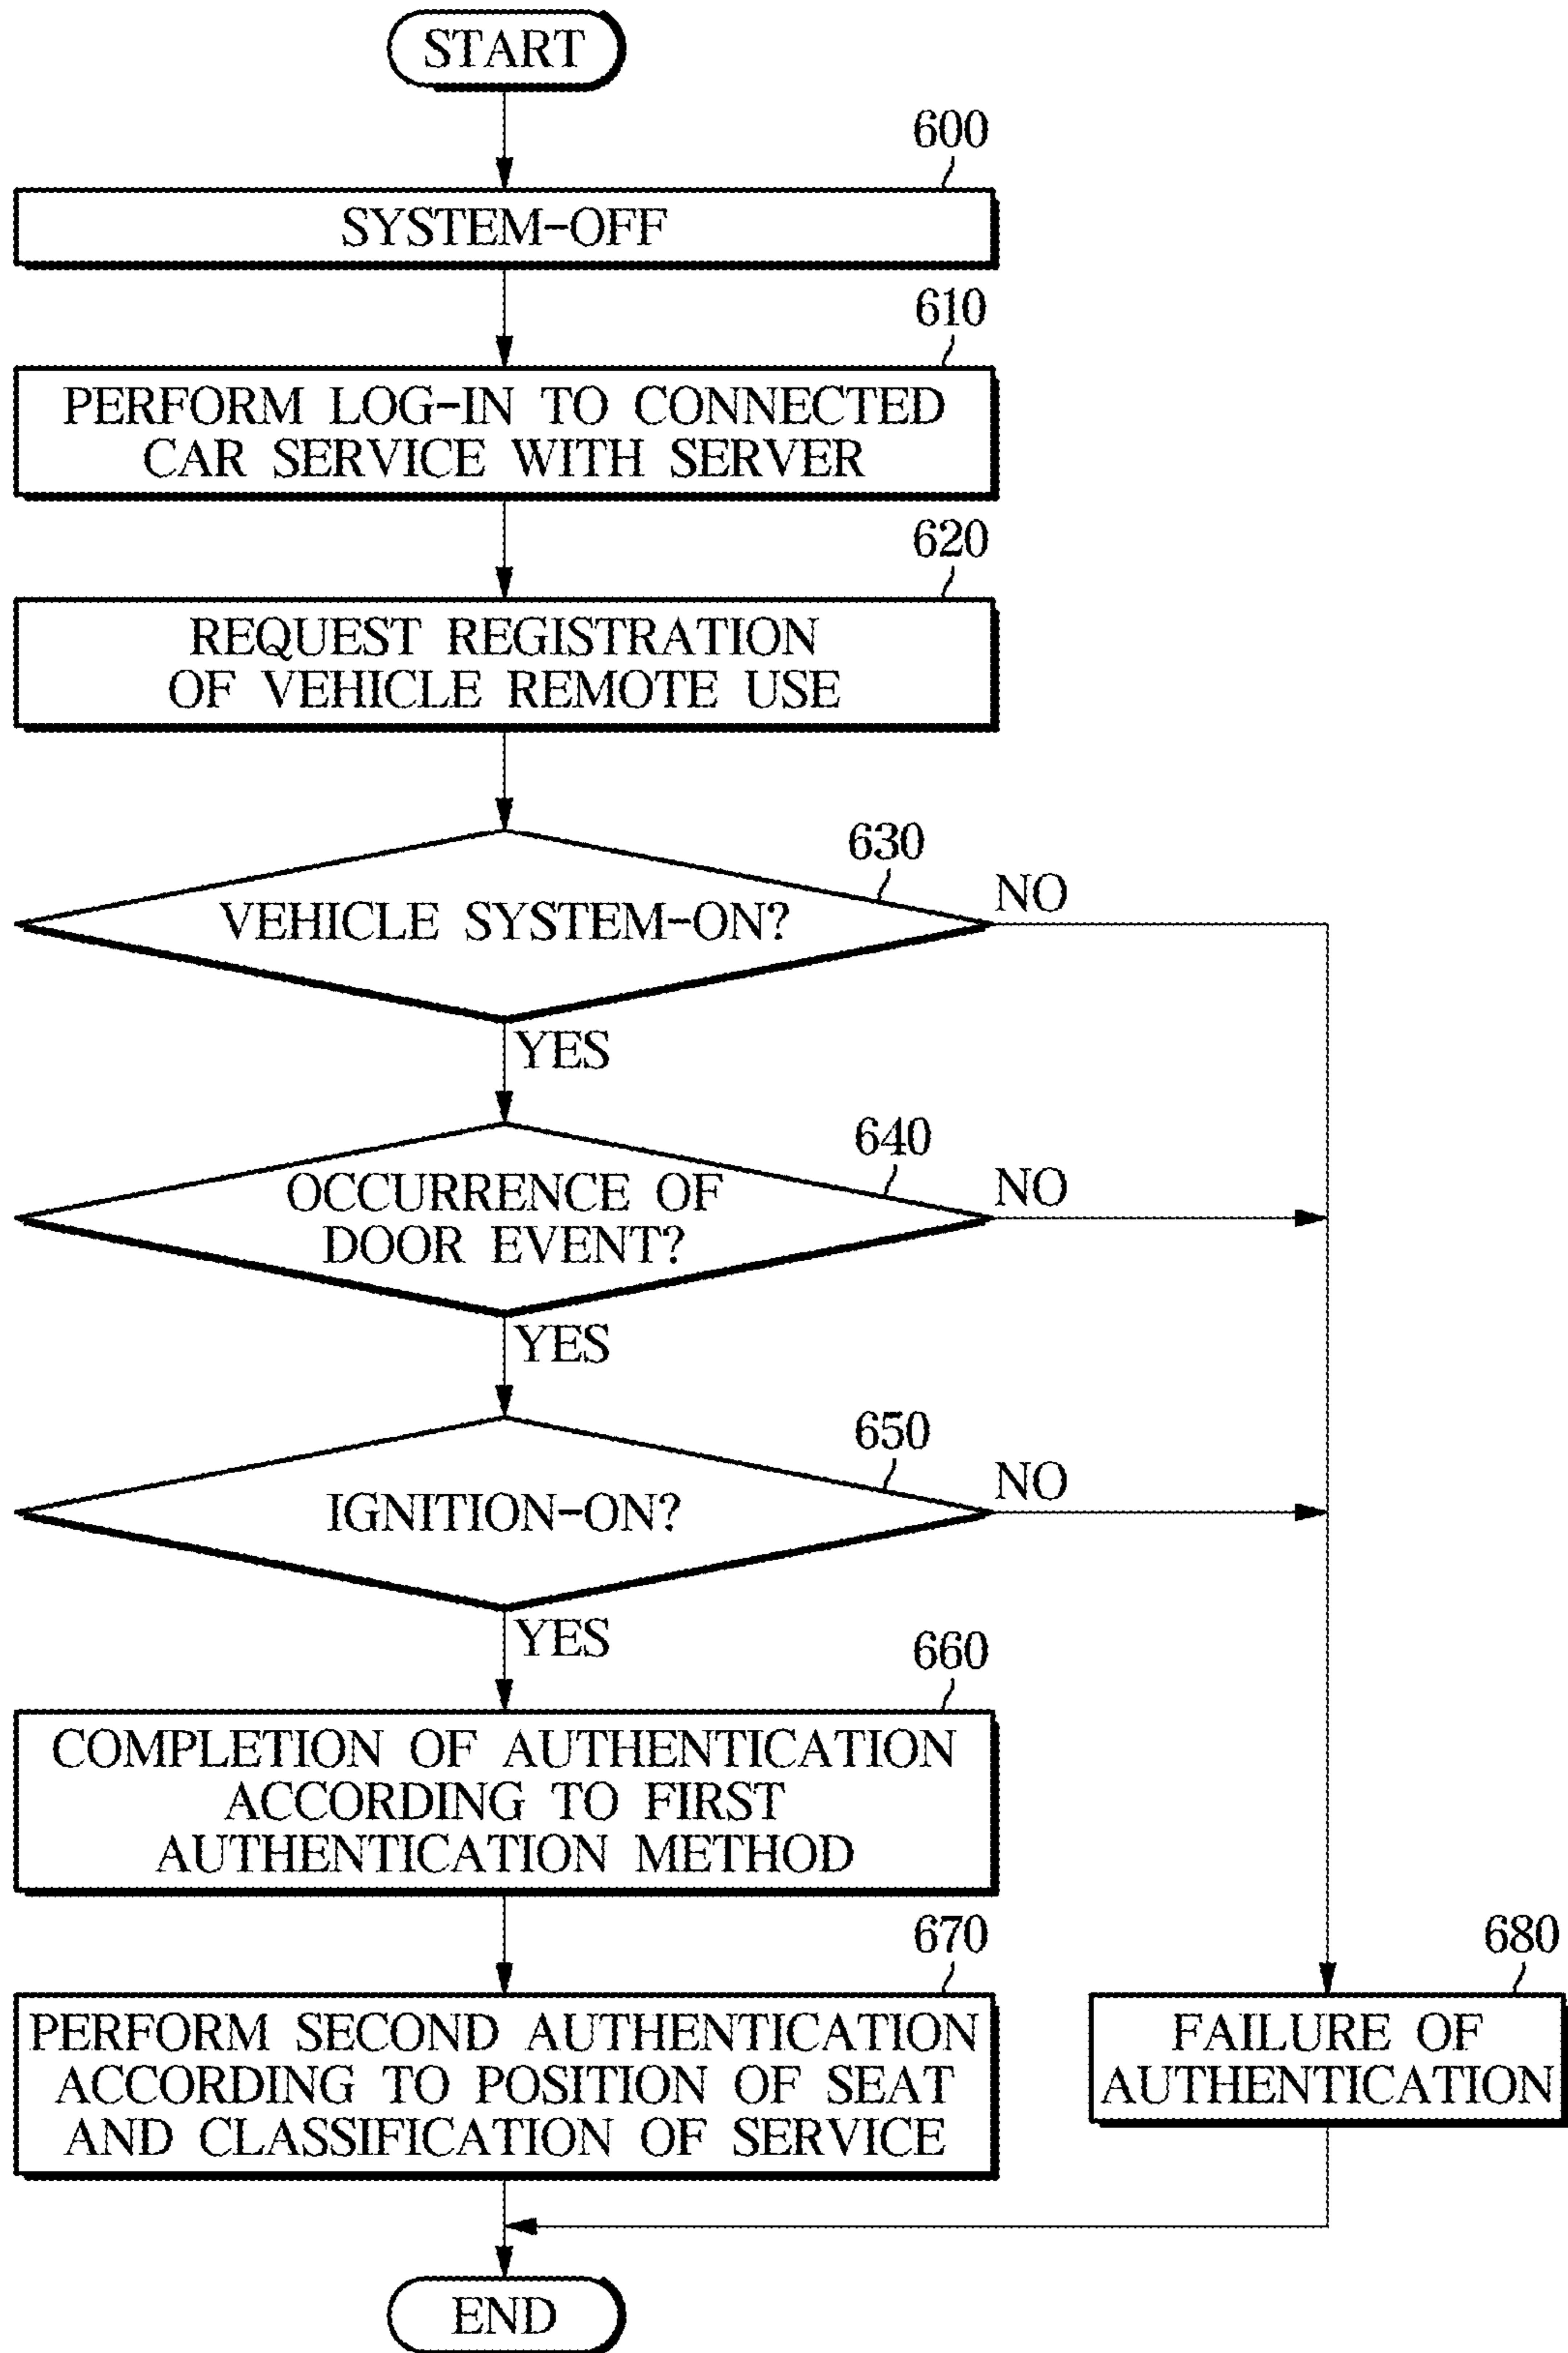 START
600
SYSTEM-OFF
610
PERFORM LOG-IN TO CONNECTED
CAR SERVICE WITH SERVER
620
REQUEST REGISTRATION
OF VEHICLE REMOTE USE
630
VEHICLE SYSTEM-ON?
NO
YES
640
OCCURRENCE OF
DOOR EVENT?
NO
YES
650
IGNITION-ON?
NO
YES
660
COMPLETION OF AUTHENTICATION
ACCORDING TO FIRST
AUTHENTICATION METHOD
670
PERFORM SECOND AUTHENTICATION
ACCORDING TO POSITION OF SEAT
AND CLASSIFICATION OF SERVICE
680
FAILURE OF
AUTHENTICATION
END